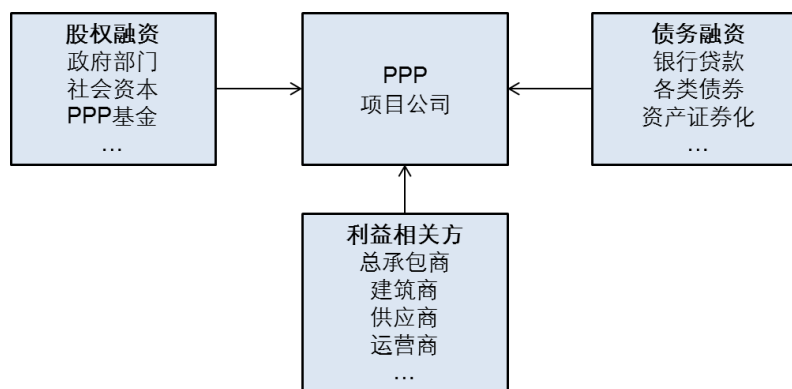 股权融资
政府部门
社会资本
PPP基金
…
PPP
项目公司
债务融资
银行贷款
各类债券
资产证券化
…
利益相关方
总承包商
建筑商
供应商
运营商
…